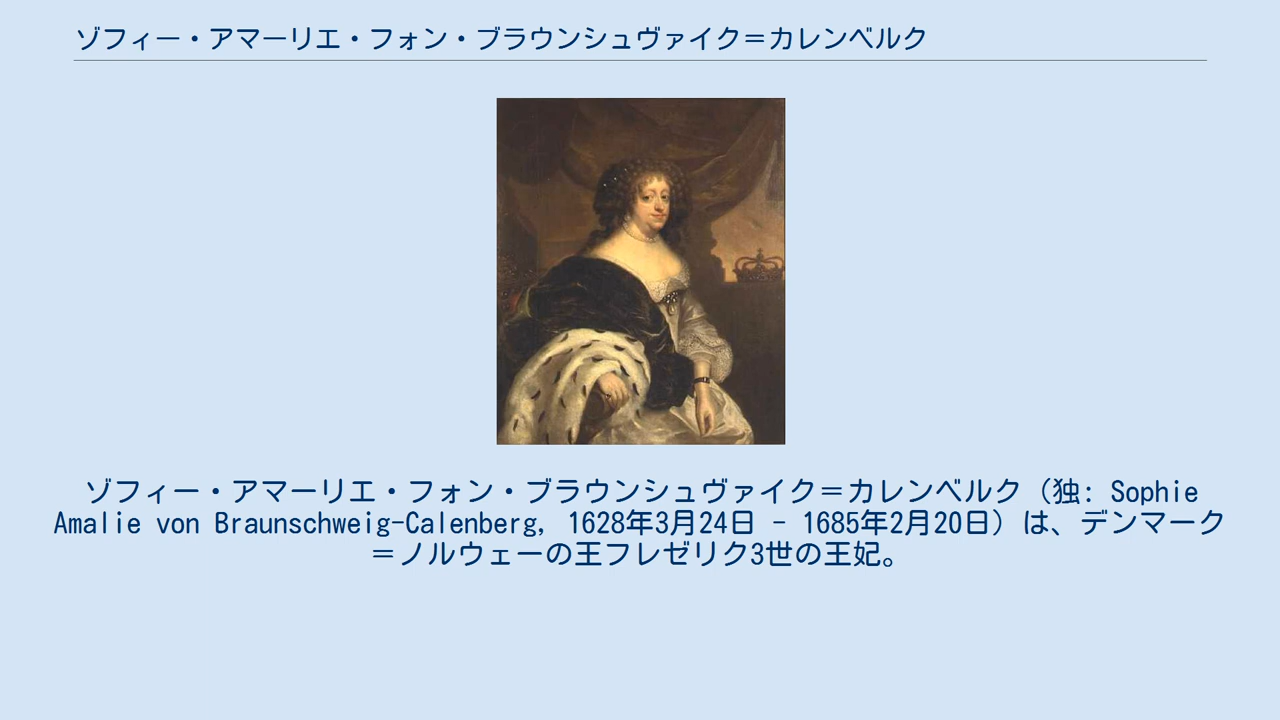 ゾフィー・アマーリエ・フォン・ブラウンシュヴァイク＝カレンベルク
ゾフィー・アマーリエ・フォン・ブラウンシュヴァイク＝カレンベルク（独: Sophie
Amalie von Braunschweig-Calenberg, 1628年3月24日 - 1685年2月20日）は、デンマーク
＝ノルウェーの王フレゼリク3世の王妃。